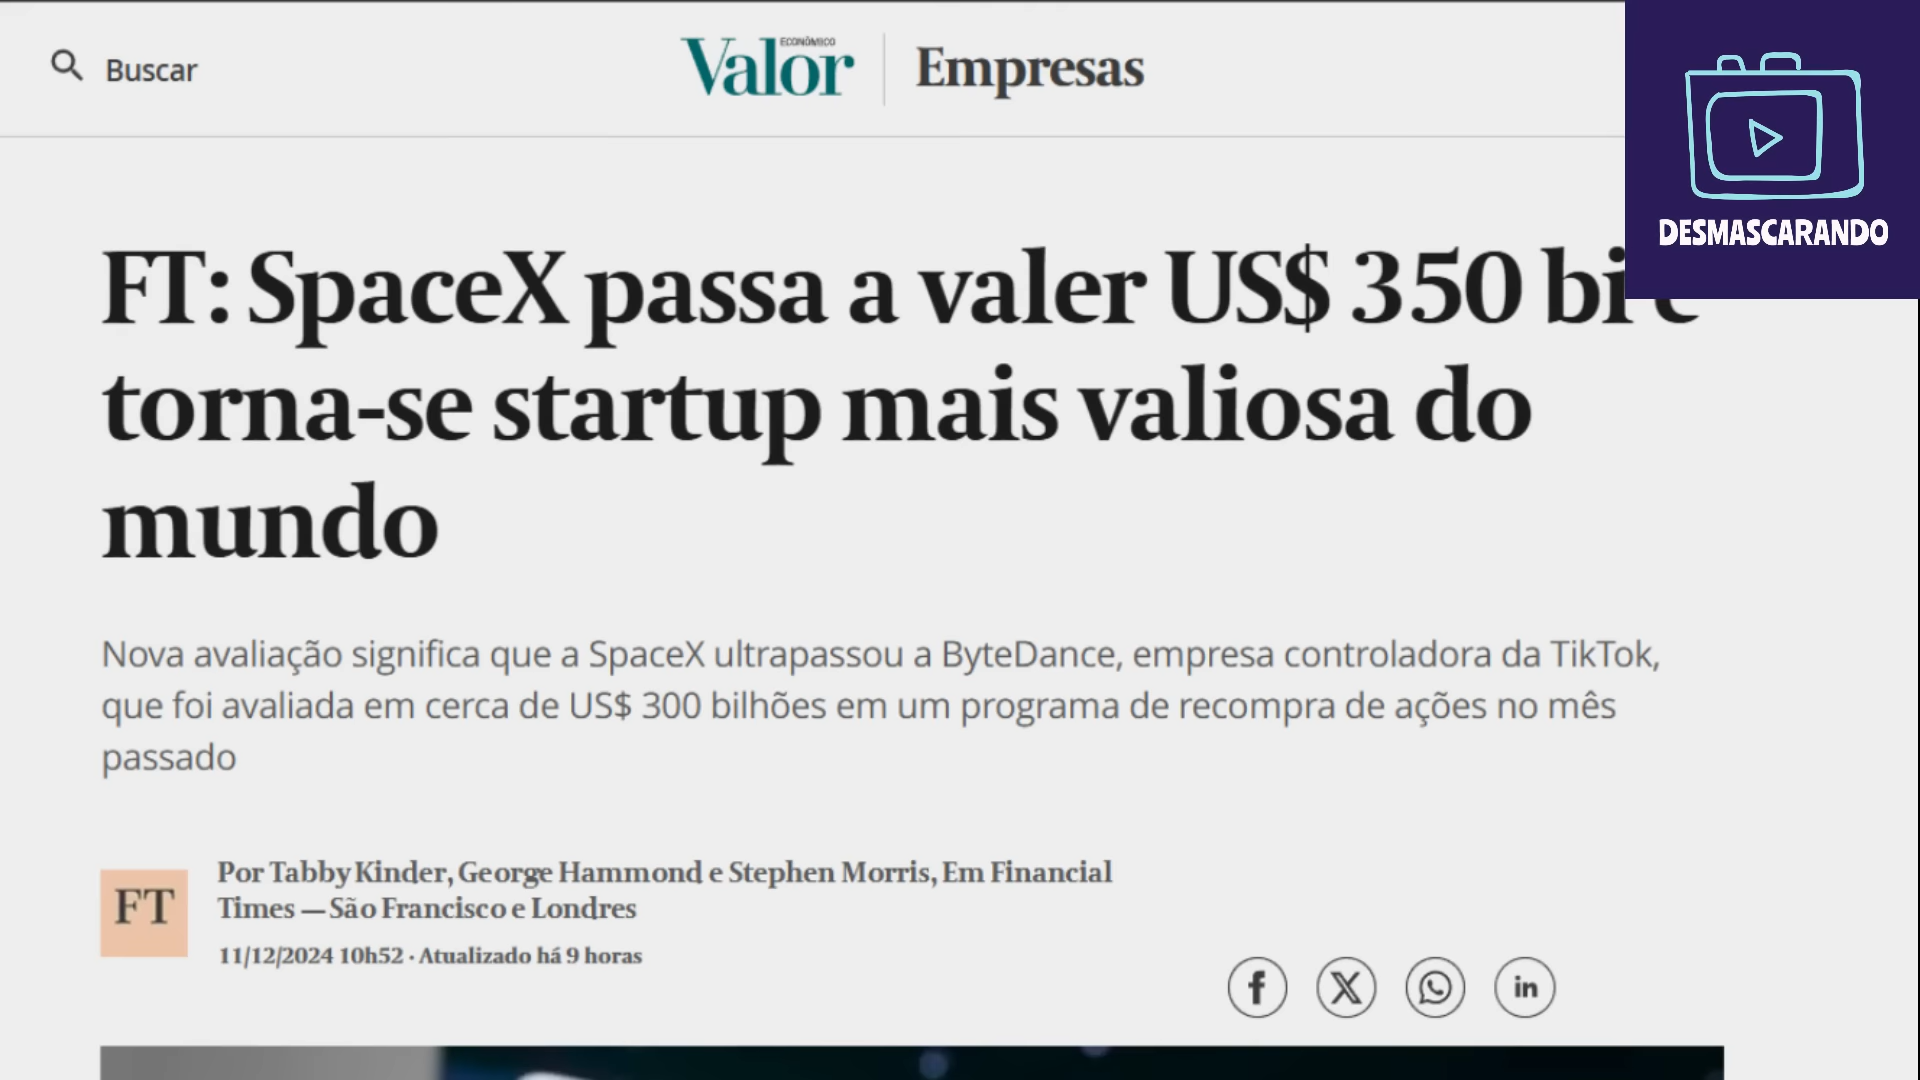 Buscar
Valor ECONÔMICO
Empresas
DESMASCARANDO
FT: SpaceX passa a valer US$ 350 bi e
torna-se startup mais valiosa do
mundo
Nova avaliação significa que a SpaceX ultrapassou a ByteDance, empresa controladora da TikTok,
que foi avaliada em cerca de US$ 300 bilhões em um programa de recompra de ações no mês
passado
FT
Por Tabby Kinder, George Hammond e Stephen Morris, Em Financial
Times — São Francisco e Londres
11/12/2024 10h52 · Atualizado há 9 horas